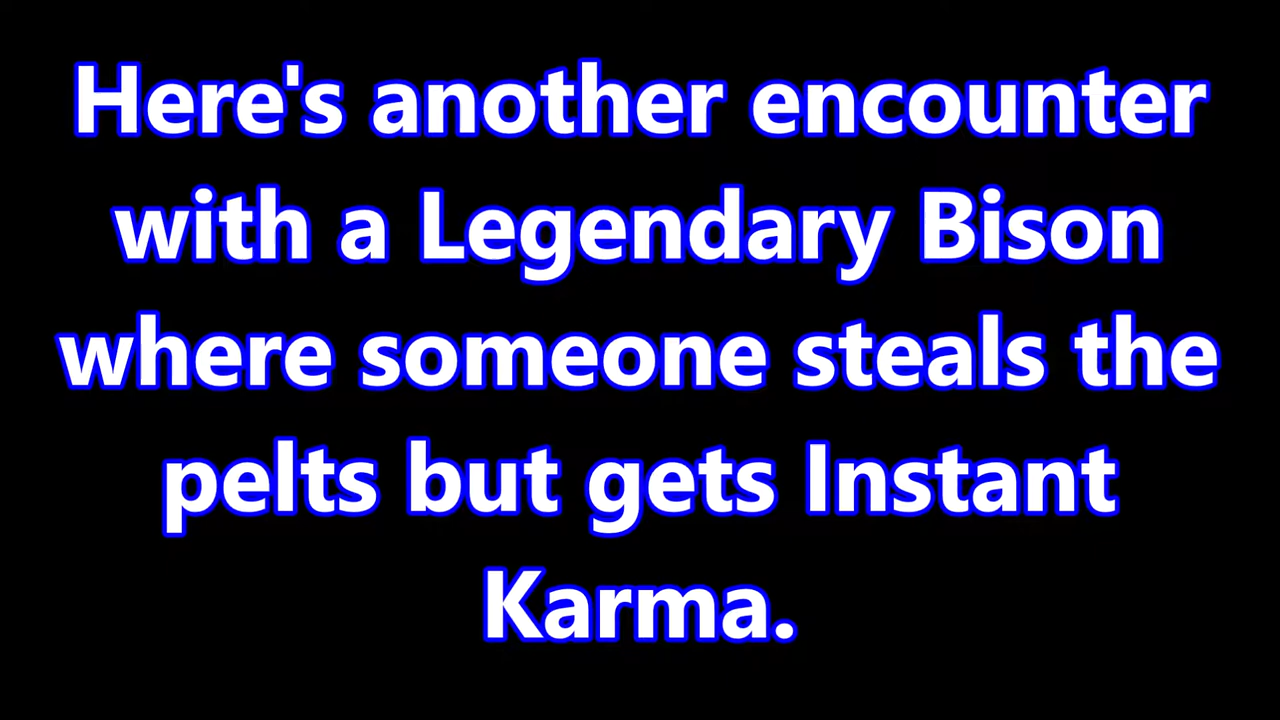 Here's another encounter
with a Legendary Bison
where someone steals the
pelts but gets Instant
Karma.